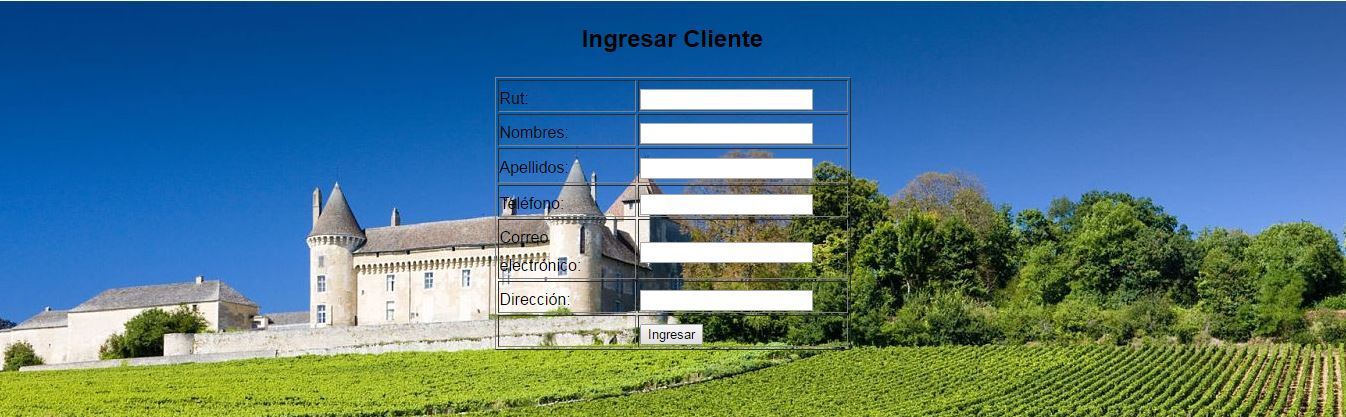 Ingresar Cliente
Rut:
Nombres:
Apellidos:
Teléfono:
Correo
electrónico:
Dirección:
Ingresar